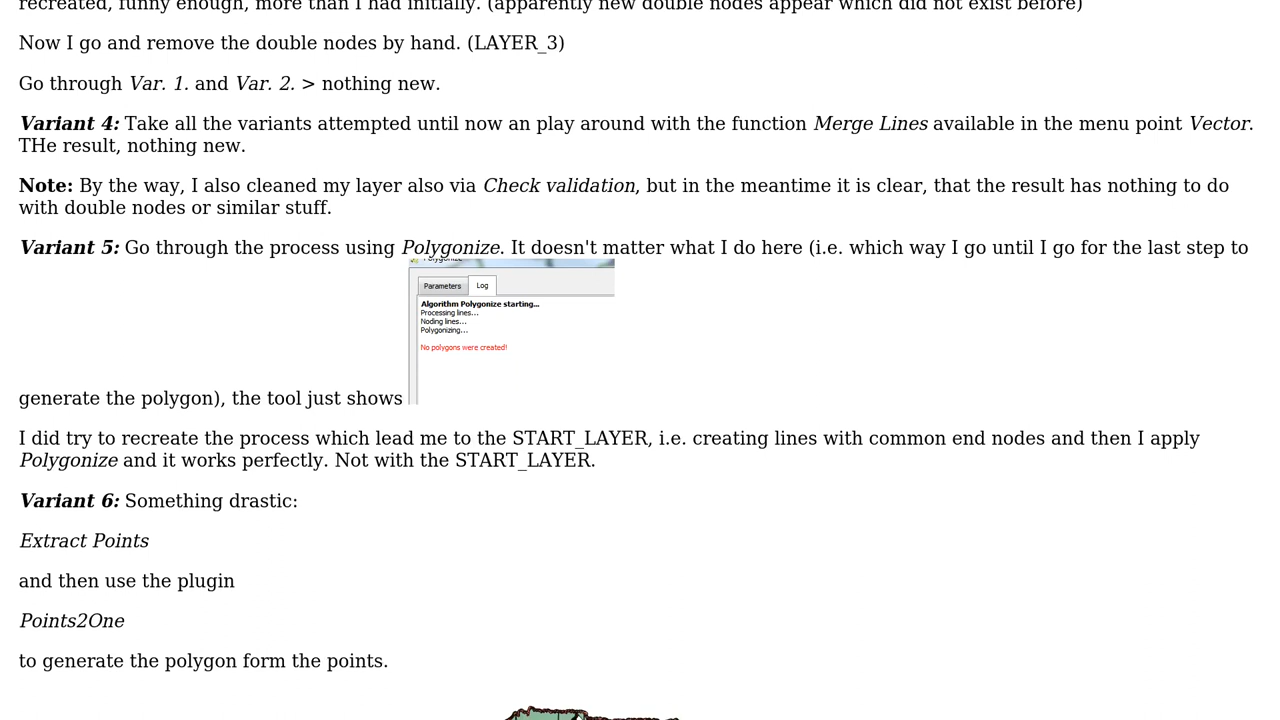 recreated, funny enough, more than I had initially. (apparently new double nodes appear which did not exist before)
Now I go and remove the double nodes by hand. (LAYER_3)
Go through Var. 1. and Var. 2. > nothing new.
Variant 4: Take all the variants attempted until now an play around with the function Merge Lines available in the menu point Vector.
THe result, nothing new.
Note: By the way, I also cleaned my layer also via Check validation, but in the meantime it is clear, that the result has nothing to do
with double nodes or similar stuff.
Variant 5: Go through the process using Polygonize. It doesn't matter what I do here (i.e. which way I go until I go for the last step to
Polygonize
Parameters Log
Algorithm Polygonize starting...
Processing lines...
Noding lines...
Polygonizing...
No polygons were created!
generate the polygon), the tool just shows
I did try to recreate the process which lead me to the START_LAYER, i.e. creating lines with common end nodes and then I apply
Polygonize and it works perfectly. Not with the START_LAYER.
Variant 6: Something drastic:
Extract Points
and then use the plugin
Points2One
to generate the polygon form the points.